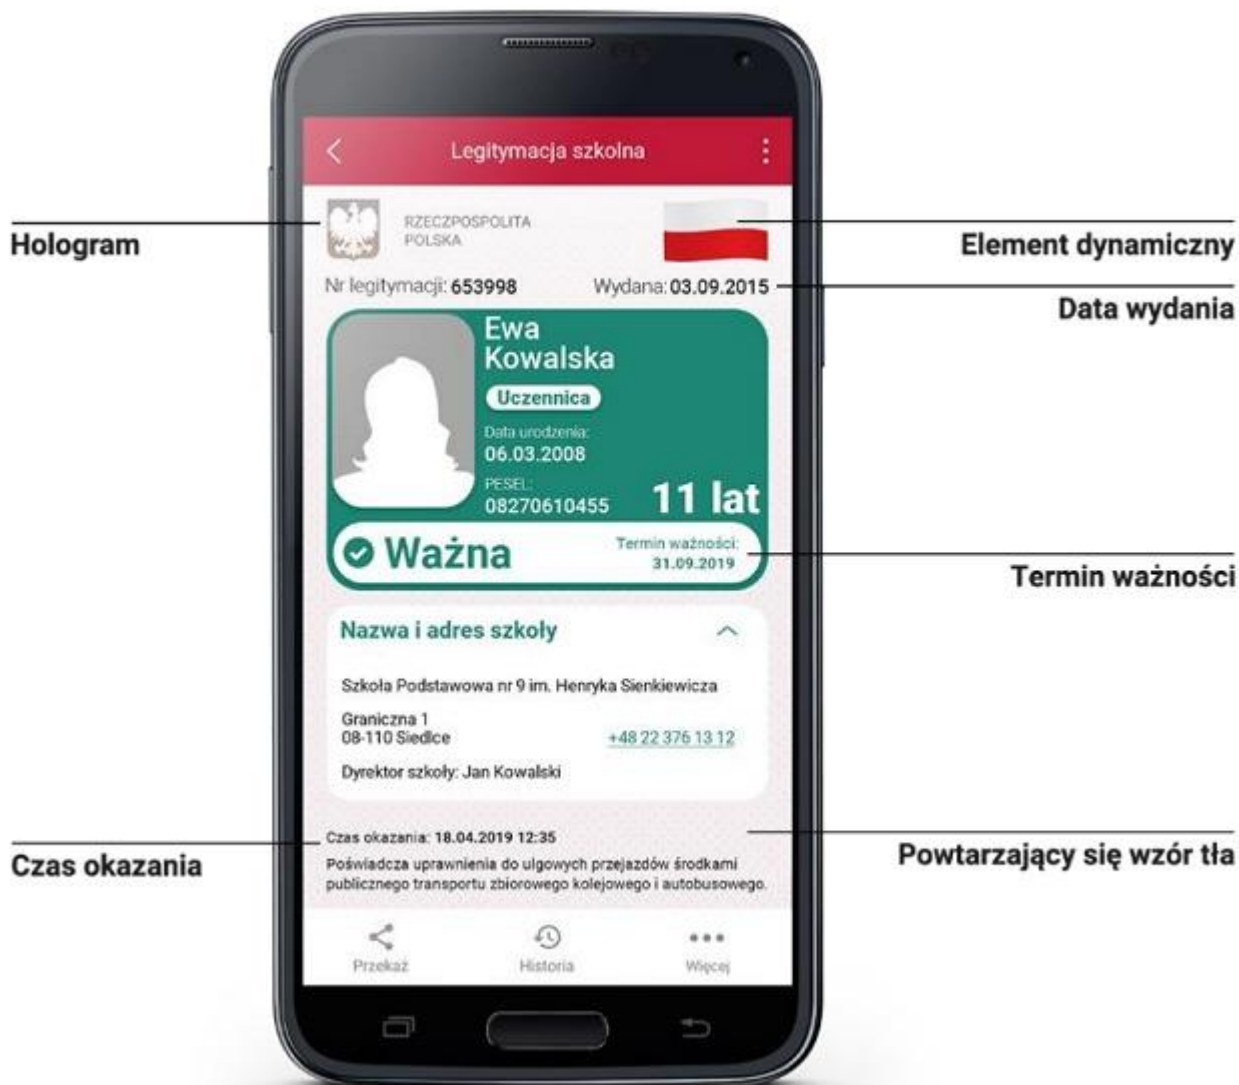 Legitymacja szkolna
RZECZPOSPOLITA
POLSKA
Hologram
Element dynamiczny
Nr legitymacji: 653998 Wydana: 03.09.2015
Data wydania
Ewa
Kowalska
Uczennica
Data urodzenia:
06.03.2008
PESEL:
08270610455
11 lat
Ważna
Termin ważności:
31.09.2019
Termin ważności
Nazwa i adres szkoły
Szkoła Podstawowa nr 9 im. Henryka Sienkiewicza
Graniczna 1
08-110 Siedlce
+48 22 376 13 12
Dyrektor szkoły: Jan Kowalski
Czas okazania: 18.04.2019 12:35
Czas okazania
Powtarzający się wzór tła
Poświadcza uprawnienia do ulgowych przejazdów środkami
publicznego transportu zbiorowego kolejowego i autobusowego.
Przekaż
Historia
Więcej